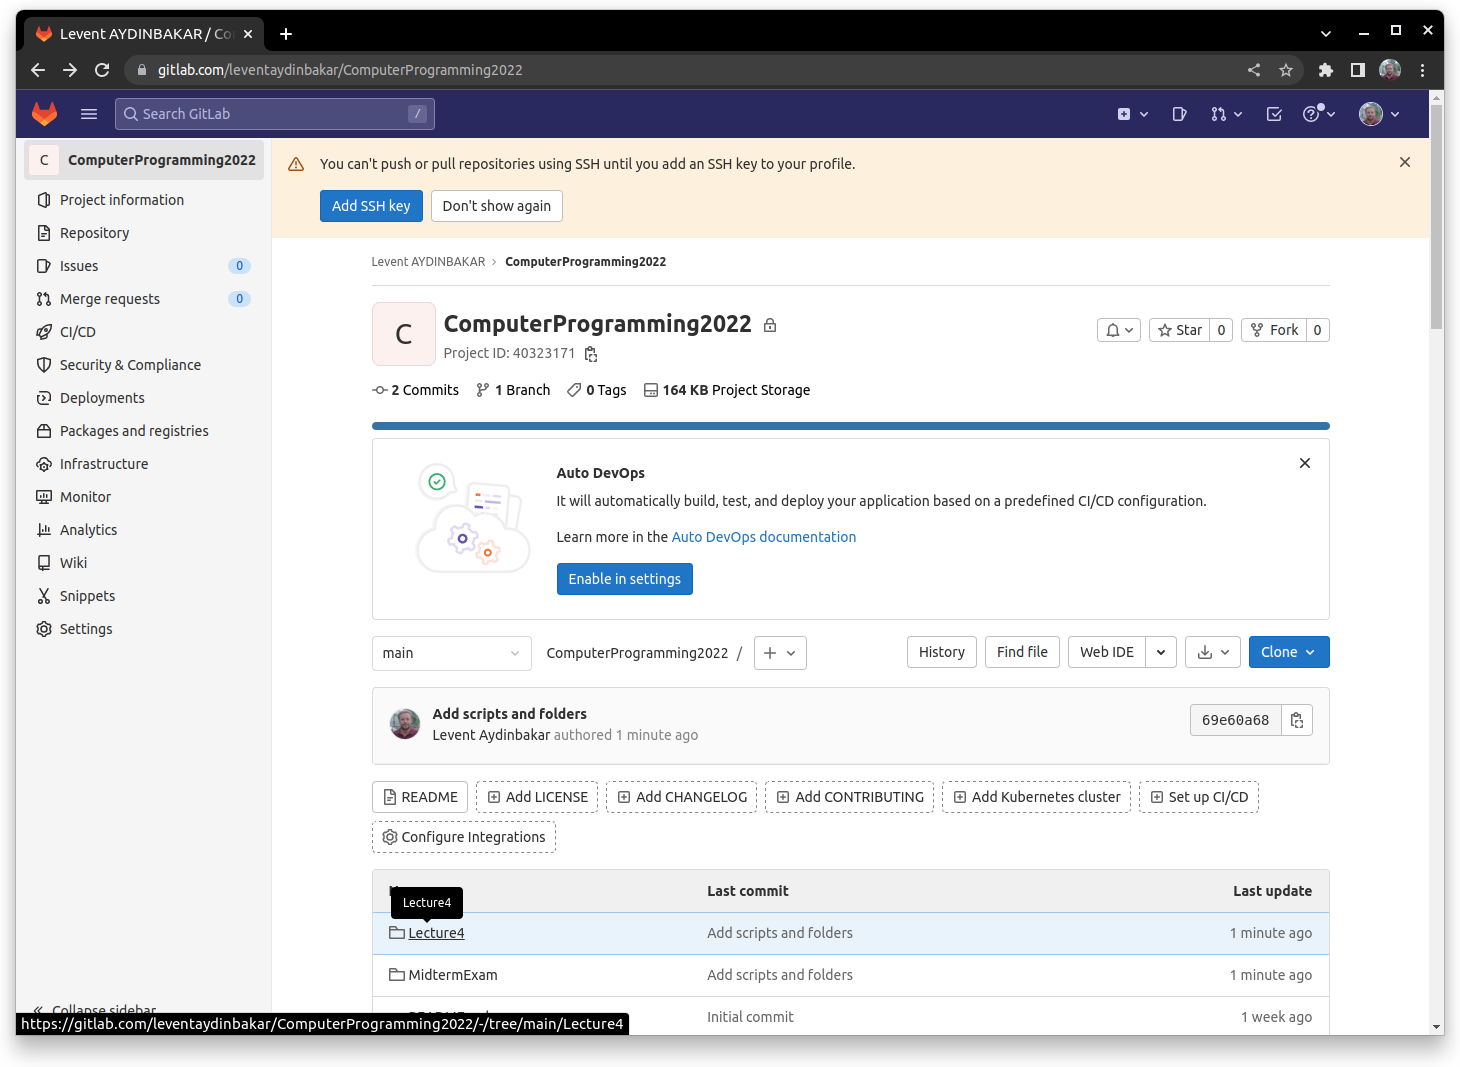 Levent AYDINBAKAR / Co
gitlab.com/leventaydinbakar/ComputerProgramming2022
Search GitLab /
C ComputerProgramming2022
Project information
Repository
Issues 0
Merge requests 0
CI/CD
Security & Compliance
Deployments
Packages and registries
Infrastructure
Monitor
Analytics
Wiki
Snippets
Settings
Collapse sidebar
You can't push or pull repositories using SSH until you add an SSH key to your profile.
Add SSH key Don't show again
Levent AYDINBAKAR › ComputerProgramming2022
C
ComputerProgramming2022
Project ID: 40323171
Star 0 Fork 0
2 Commits 1 Branch 0 Tags 164 KB Project Storage
Auto DevOps
It will automatically build, test, and deploy your application based on a predefined CI/CD configuration.
Learn more in the Auto DevOps documentation
Enable in settings
main ComputerProgramming2022 / History Find file Web IDE Clone
Add scripts and folders
Levent Aydinbakar authored 1 minute ago
69e60a68
README Add LICENSE Add CHANGELOG Add CONTRIBUTING Add Kubernetes cluster Set up CI/CD
Configure Integrations
Last commit Last update
Lecture4
Lecture4 Add scripts and folders 1 minute ago
MidtermExam Add scripts and folders 1 minute ago
Initial commit 1 week ago
https://gitlab.com/leventaydinbakar/ComputerProgramming2022/-/tree/main/Lecture4